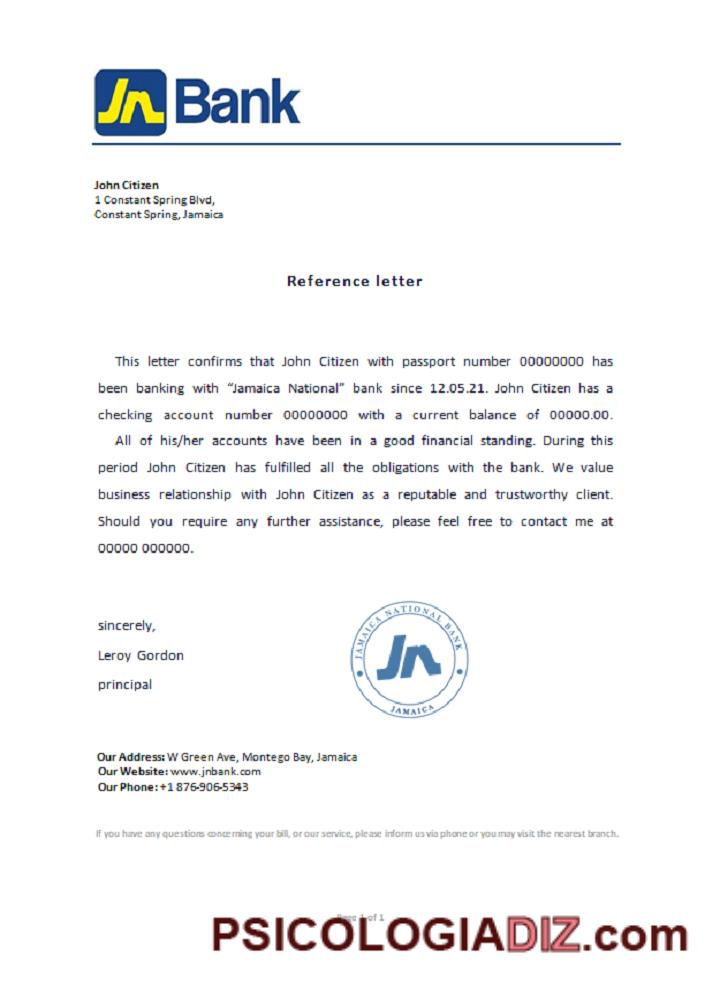 Jn Bank
John Citizen
1 Constant Spring Blvd,
Constant Spring, Jamaica
Reference letter
This letter confirms that John Citizen with passport number 00000000 has
been banking with “Jamaica National” bank since 12.05.21. John Citizen has a
checking account number 00000000 with a current balance of 00000.00.
All of his/her accounts have been in a good financial standing. During this
period John Citizen has fulfilled all the obligations with the bank. We value
business relationship with John Citizen as a reputable and trustworthy client.
Should you require any further assistance, please feel free to contact me at
00000 000000.
sincerely,
Leroy Gordon
principal
JAMAICA NATIONAL BANK
Jn
JAMAICA
Our Address: W Green Ave, Montego Bay, Jamaica
Our Website: www.jnbank.com
Our Phone: +1 876-906-5343
If you have any questions concerning your bill, or our service, please inform us via phone or you may visit the nearest branch.
Page 1 of 1
PSICOLOGIADIZ.com